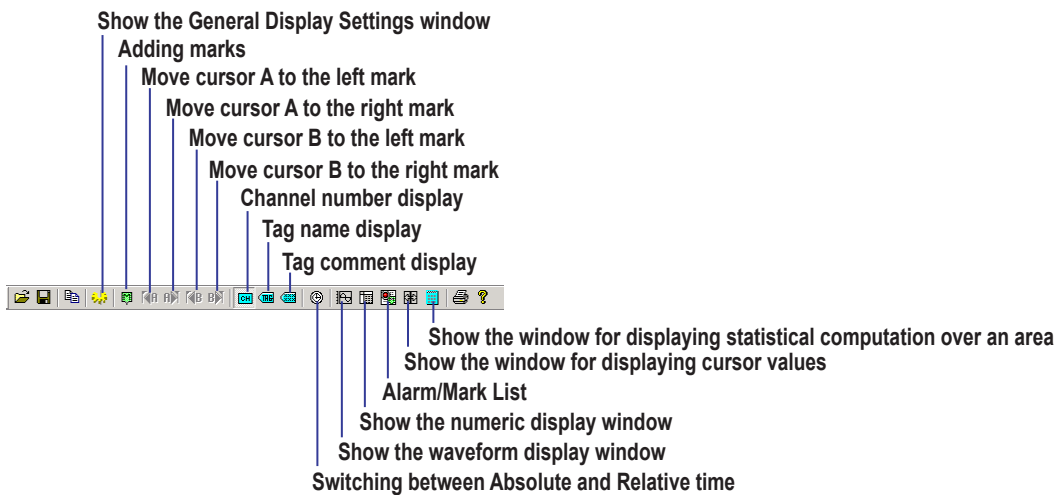 Show the General Display Settings window
Adding marks
Move cursor A to the left mark
Move cursor A to the right mark
Move cursor B to the left mark
Move cursor B to the right mark
Channel number display
Tag name display
Tag comment display
M A A B B CH TAG ?
Show the window for displaying statistical computation over an area
Show the window for displaying cursor values
Alarm/Mark List
Show the numeric display window
Show the waveform display window
Switching between Absolute and Relative time